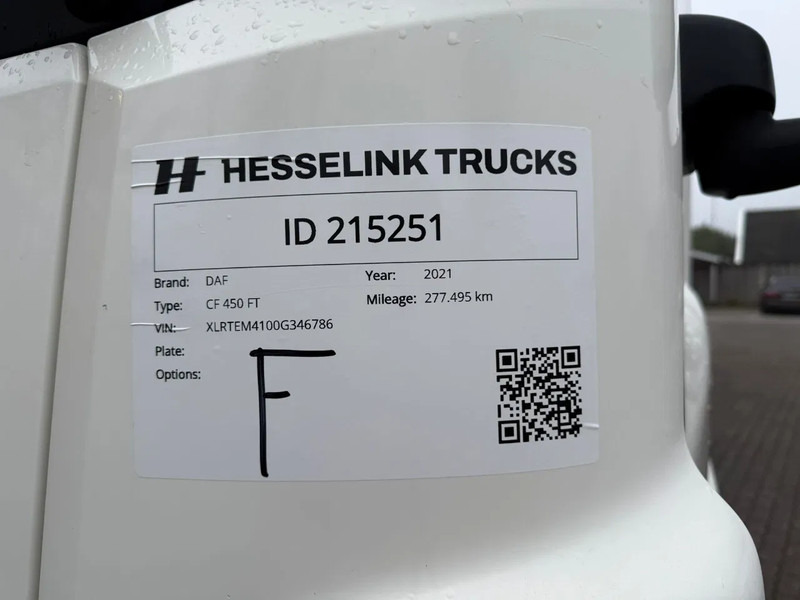 H HESSELINK TRUCKS
ID 215251
Brand: DAF Year: 2021
Type: CF 450 FT Mileage: 277.495 km
VIN: XLRTEM4100G346786
Plate:
Options:
F